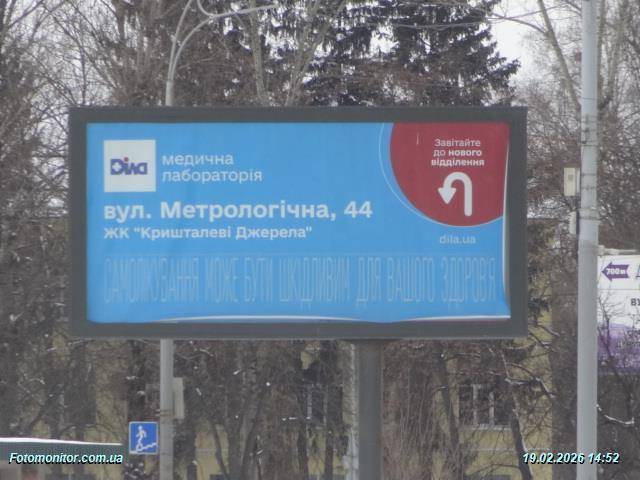 Діла
медична
лабораторія
Завітайте
до нового
відділення
вул. Метрологічна, 44
ЖК "Кришталеві Джерела"
dila.ua
САМОЛІКУВАННЯ МОЖЕ БУТИ ШКІДЛИВИМ ДЛЯ ВАШОГО ЗДОРОВ'Я
700м
Fotomonitor.com.ua
19.02.2026 14:52